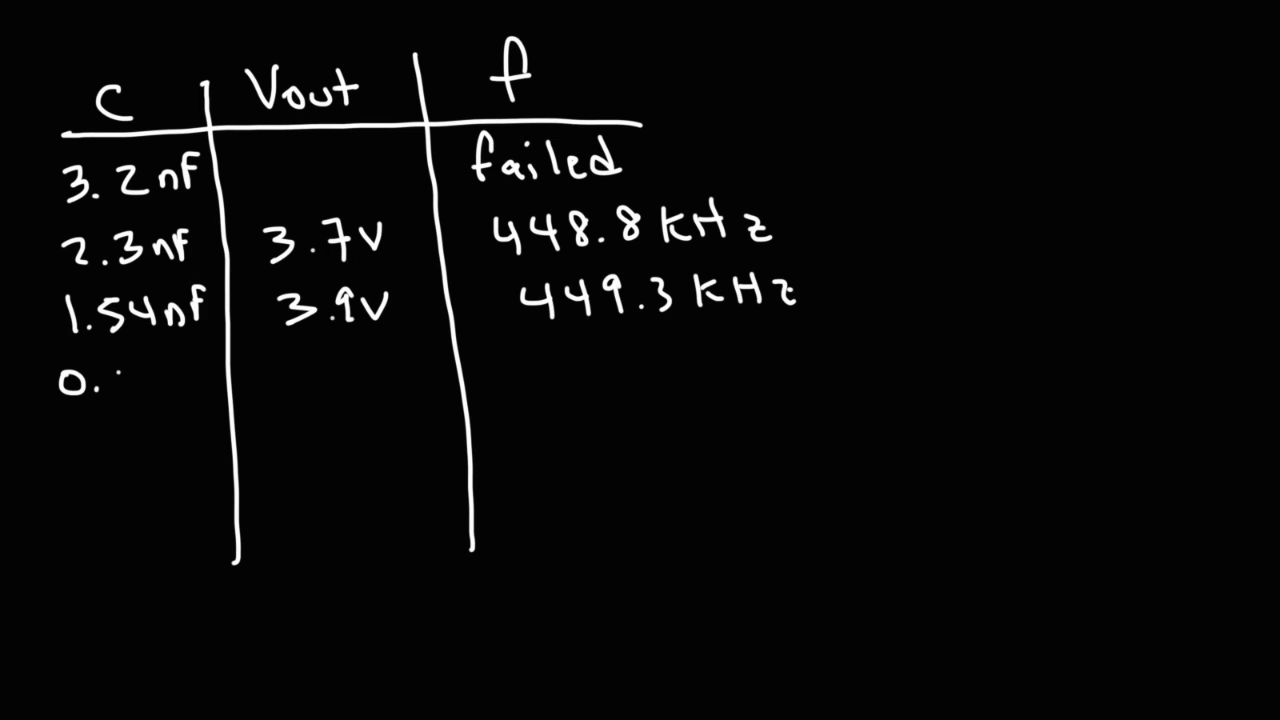 C Vout f
3.2nf failed
2.3nf 3.7v 448.8kHz
1.54nf 3.9v 449.3kHz
0.